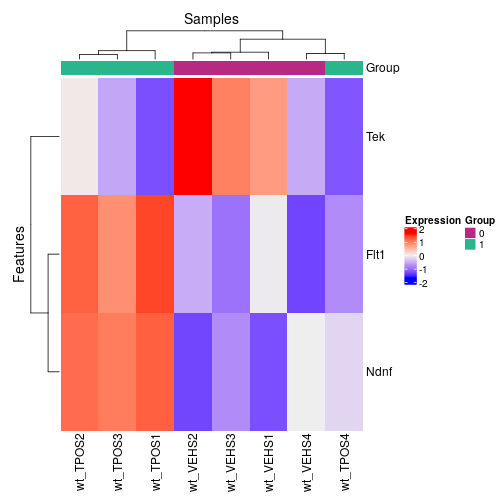 Samples
Group
Tek
Flt1
Ndnf
Features
Expression
2
1
0
-1
-2
Group
0
1
wt_TPOS2
wt_TPOS3
wt_TPOS1
wt_VEHS2
wt_VEHS3
wt_VEHS1
wt_VEHS4
wt_TPOS4